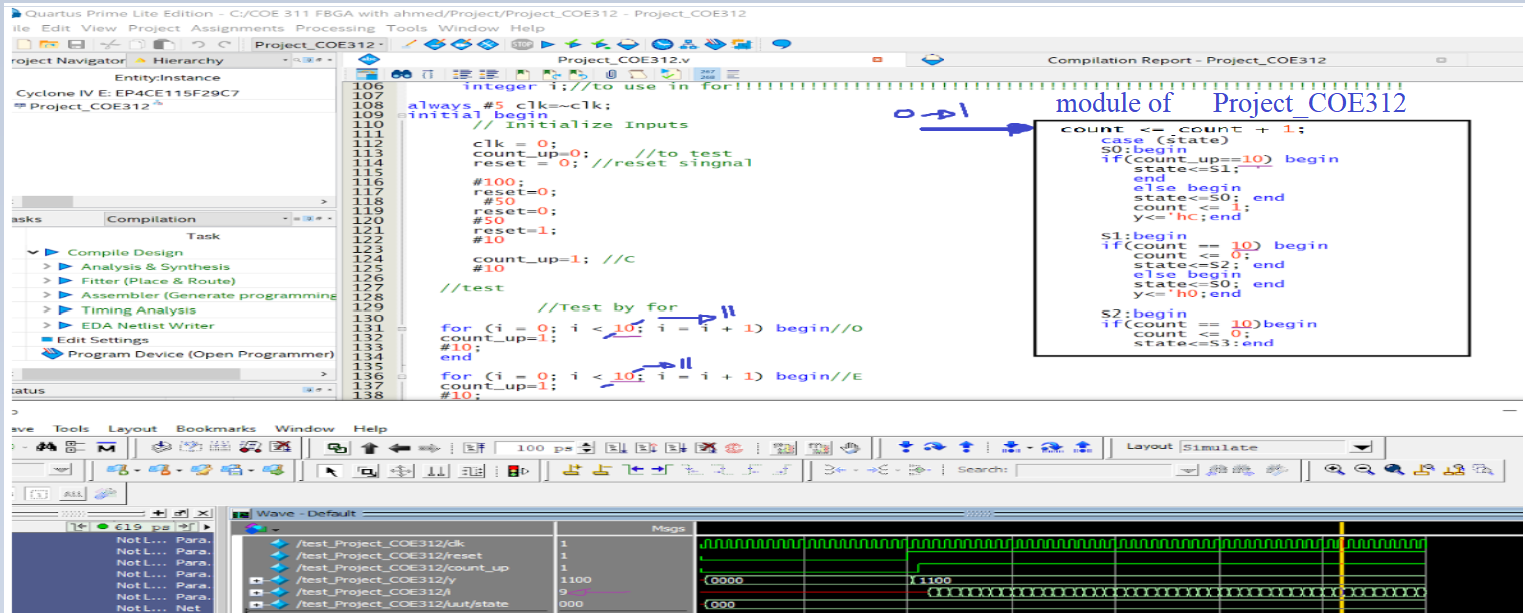 Quartus Prime Lite Edition - C:/COE 311 FBGA with ahmed/Project/Project_COE312 - Project_COE312
ile Edit View Project Assignments Processing Tools Window Help
Project_COE312
roject Navigator Hierarchy
Entity:Instance
Cyclone IV E: EP4CE115F29C7
Project_COE312
asks Compilation
Task
Compile Design
Analysis & Synthesis
Fitter (Place & Route)
Assembler (Generate programming
Timing Analysis
EDA Netlist Writer
Edit Settings
Program Device (Open Programmer)
tatus
Project_COE312.v
Compilation Report - Project_COE312
106 integer i;//to use in for!!!!!!!!!!!!!!!!!!!!!!!!!!!!!!!!!!!!!!!!!!!!!!!!!!!!!!!!!!!!!!!!!!!!
107
108 always #5 clk=~clk;
109 initial begin
110 // Initialize Inputs
111
112 clk = 0;
113 count_up=0; //to test
114 reset = 0; //reset singnal
115
116 #100;
117 reset=0;
118 #50
119 reset=0;
120 #50
121 reset=1;
122 #10
123
124 count_up=1; //C
125 #10
126
127 //test
128
129 //Test by for
130
131 for (i = 0; i < 10; i = i + 1) begin//O
132 count_up=1;
133 #10;
134 end
135
136 for (i = 0; i < 10; i = i + 1) begin//E
137 count_up=1;
138 #10;
11
11
0 → 1
module of Project_COE312
count <= count + 1;
case (state)
S0:begin
if(count_up==10) begin
state<=S1;
end
else begin
state<=S0; end
count <= 1;
y<='hC;end
S1:begin
if(count == 10) begin
count <= 0;
state<=S2; end
else begin
state<=S0; end
y<='h0;end
S2:begin
if(count == 10)begin
count <= 0;
state<=S3;end
ave Tools Layout Bookmarks Window Help
100 ps
Layout Simulate
Search:
619 ps
Not L... Para.
Not L... Para.
Not L... Para.
Not L... Para.
Not L... Para.
Not L... Para.
Not L... Net
Wave - Default
Msgs
/test_Project_COE312/clk 1
/test_Project_COE312/reset 1
/test_Project_COE312/count_up 1
/test_Project_COE312/y 1100 0000 1100
/test_Project_COE312/i 9
/test_Project_COE312/uut/state 000 000